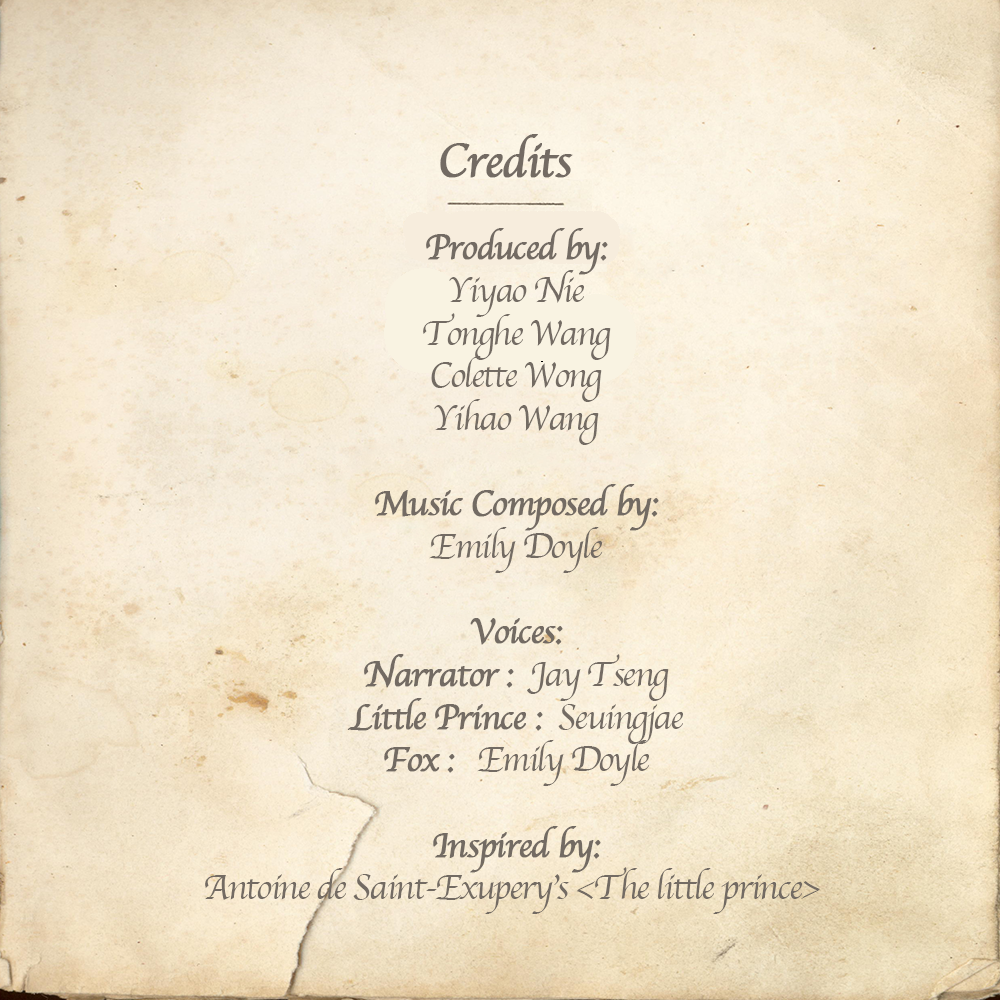 Credits
Produced by:
Yiyao Nie
Tonghe Wang
Colette Wong
Yihao Wang
Music Composed by:
Emily Doyle
Voices:
Narrator : Jay Tseng
Little Prince : Seuingjae
Fox : Emily Doyle
Inspired by:
Antoine de Saint-Exupery's <The little prince>